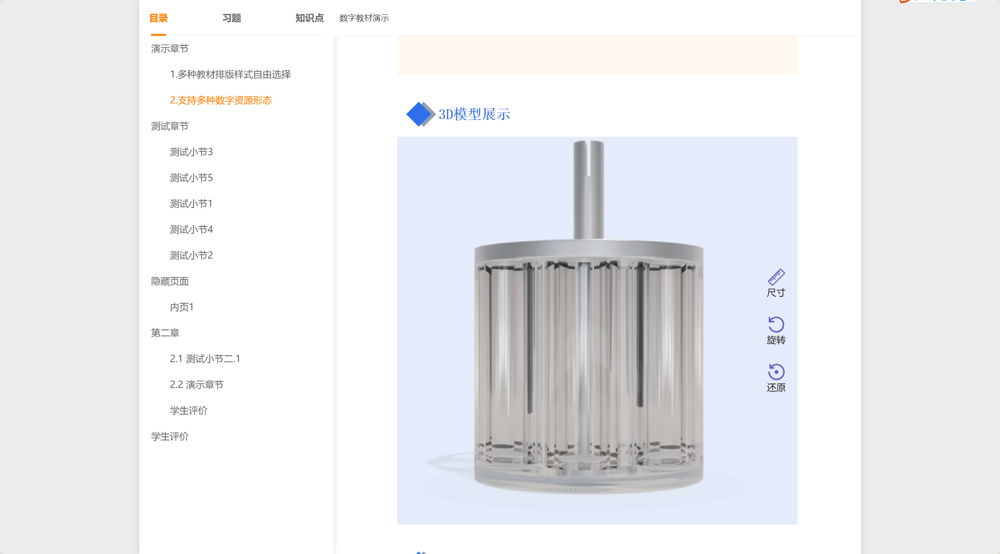 目录
习题
知识点
数字教材演示
演示章节
1.多种教材排版样式自由选择
2.支持多种数字资源形态
测试章节
测试小节3
测试小节5
测试小节1
测试小节4
测试小节2
隐藏页面
内页1
第二章
2.1 测试小节二.1
2.2 演示章节
学生评价
学生评价
3D模型展示
尺寸
旋转
还原